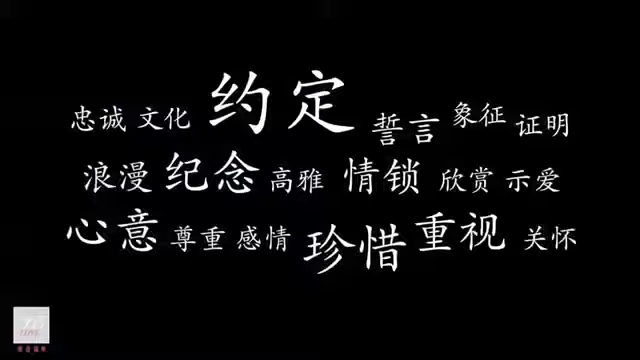 忠诚 文化 约定 誓言 象征 证明
浪漫 纪念 高雅 情锁 欣赏 示爱
心意 尊重 感情 珍惜 重视 关怀